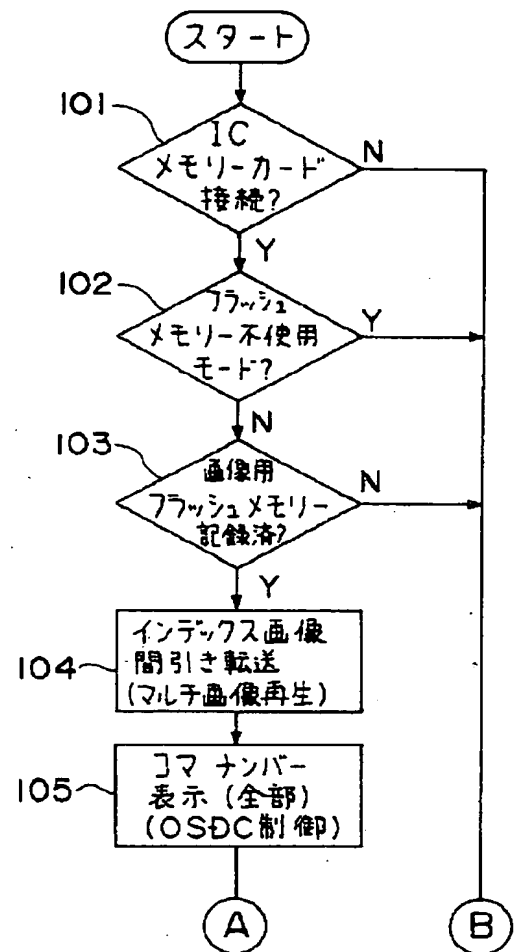 スタート
101
IC
メモリーカード
接続?
N
Y
102
フラッシュ
メモリー不使用
モード?
Y
N
103
画像用
フラッシュメモリー
記録済?
N
Y
104
インデックス画像
間引き転送
(マルチ画像再生)
105
コマ ナンバー
表示 (全部)
(OSDC制御)
A
B